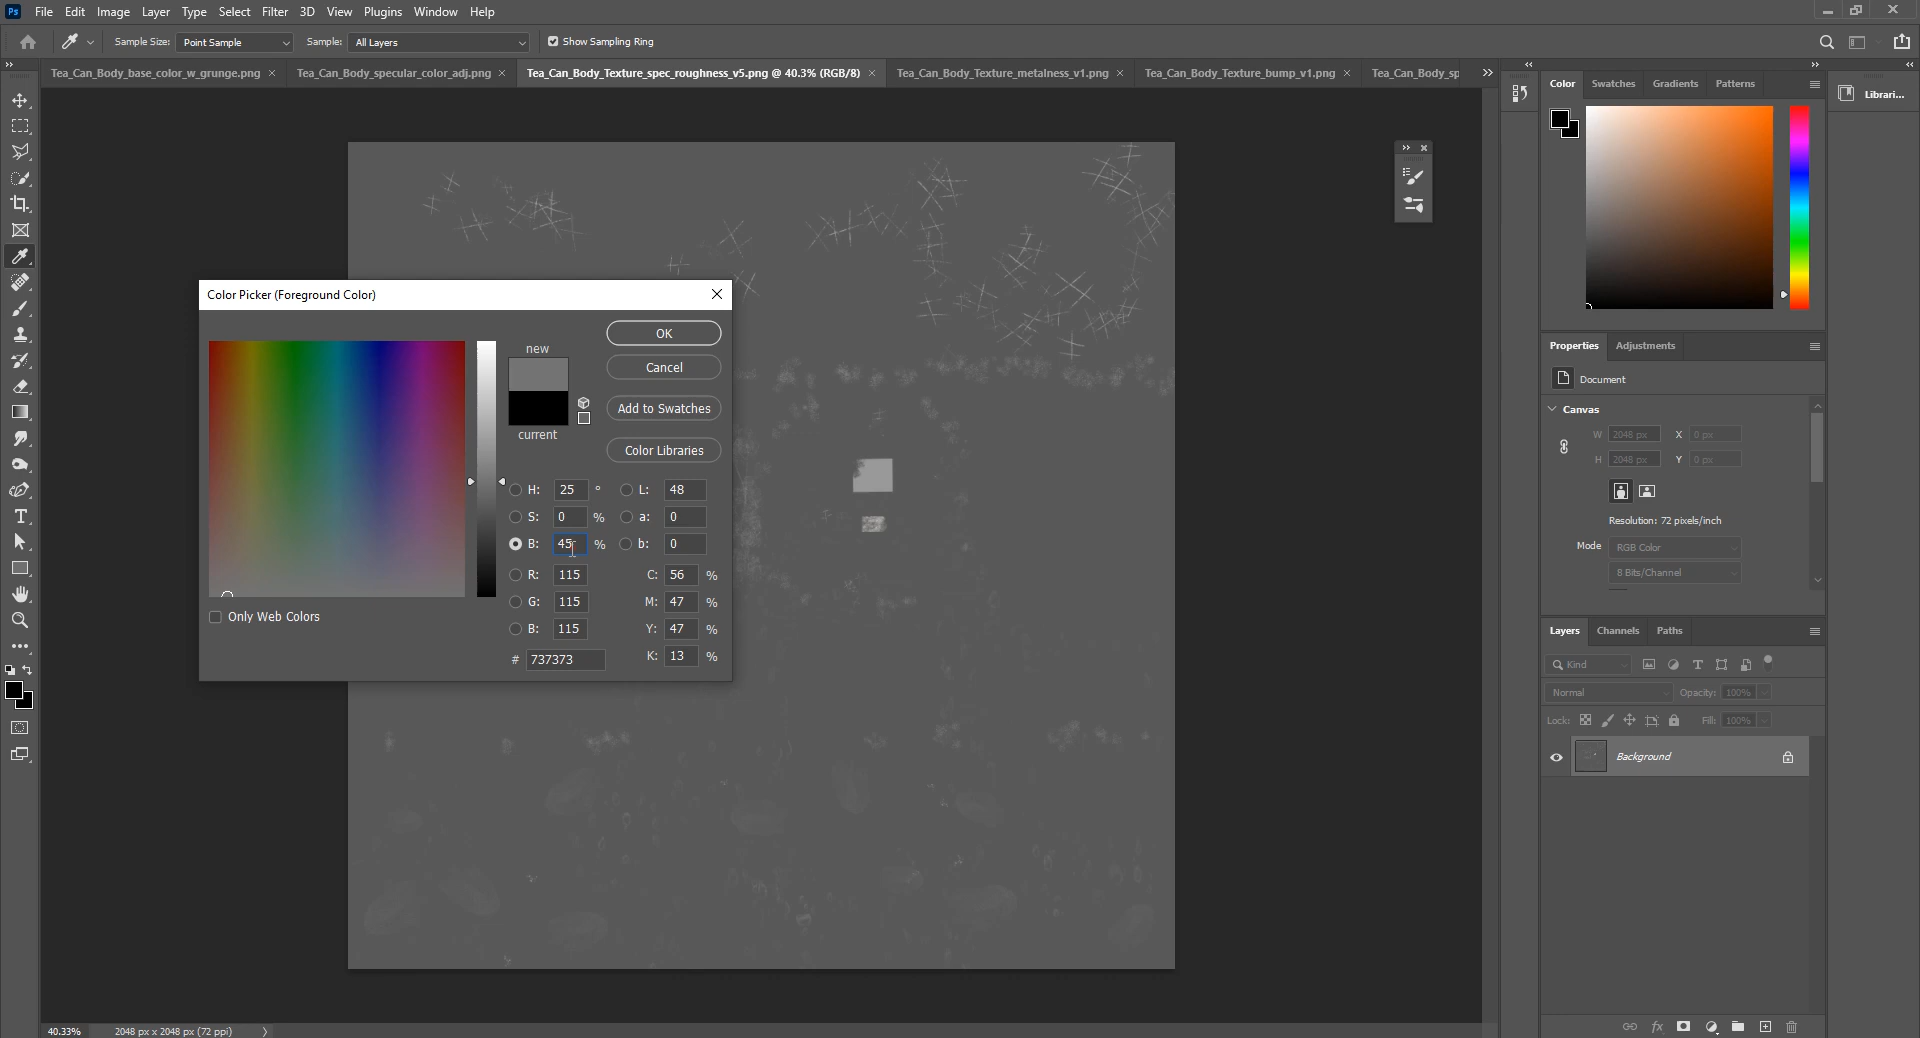 Ps File Edit Image Layer Type Select Filter 3D View Plugins Window Help
Sample Size: Point Sample Sample: All Layers Show Sampling Ring
Tea_Can_Body_base_color_w_grunge.png × Tea_Can_Body_specular_color_adj.png × Tea_Can_Body_Texture_spec_roughness_v5.png @ 40.3% (RGB/8) × Tea_Can_Body_Texture_metalness_v1.png × Tea_Can_Body_Texture_bump_v1.png × Tea_Can_Body_sp
Color Swatches Gradients Patterns
Librari...
Color Picker (Foreground Color)
new
current
OK
Cancel
Add to Swatches
Color Libraries
H: 25 ° L: 48
S: 0 % a: 0
B: 45 % b: 0
R: 115 C: 56 %
G: 115 M: 47 %
B: 115 Y: 47 %
# 737373 K: 13 %
Only Web Colors
Properties Adjustments
Document
Canvas
W 2048 px X 0 px
H 2048 px Y 0 px
Resolution: 72 pixels/inch
Mode RGB Color
8 Bits/Channel
Layers Channels Paths
Kind
Normal Opacity: 100%
Lock: Fill: 100%
Background
fx
40.33% 2048 px x 2048 px (72 ppi)